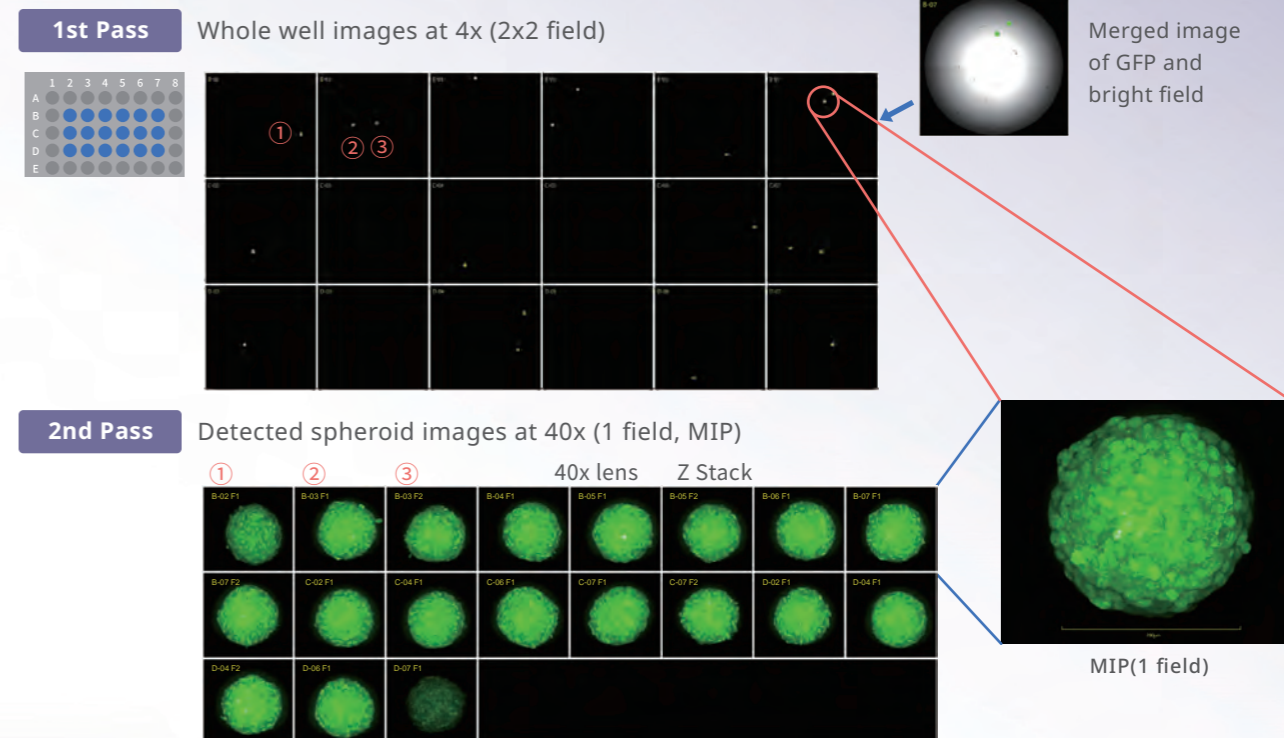 1st Pass
Whole well images at 4x (2x2 field)
B-07
Merged image
of GFP and
bright field
1 2 3 4 5 6 7 8
A
B
C
D
E
①
② ③
2nd Pass
Detected spheroid images at 40x (1 field, MIP)
① ② ③ 40x lens Z Stack
B-02 F1 B-03 F1 B-03 F2 B-04 F1 B-05 F1 B-05 F2 B-06 F1 B-07 F1
B-07 F2 C-02 F1 C-04 F1 C-06 F1 C-07 F1 C-07 F2 D-02 F1 D-04 F1
D-04 F2 D-06 F1 D-07 F1
MIP(1 field)